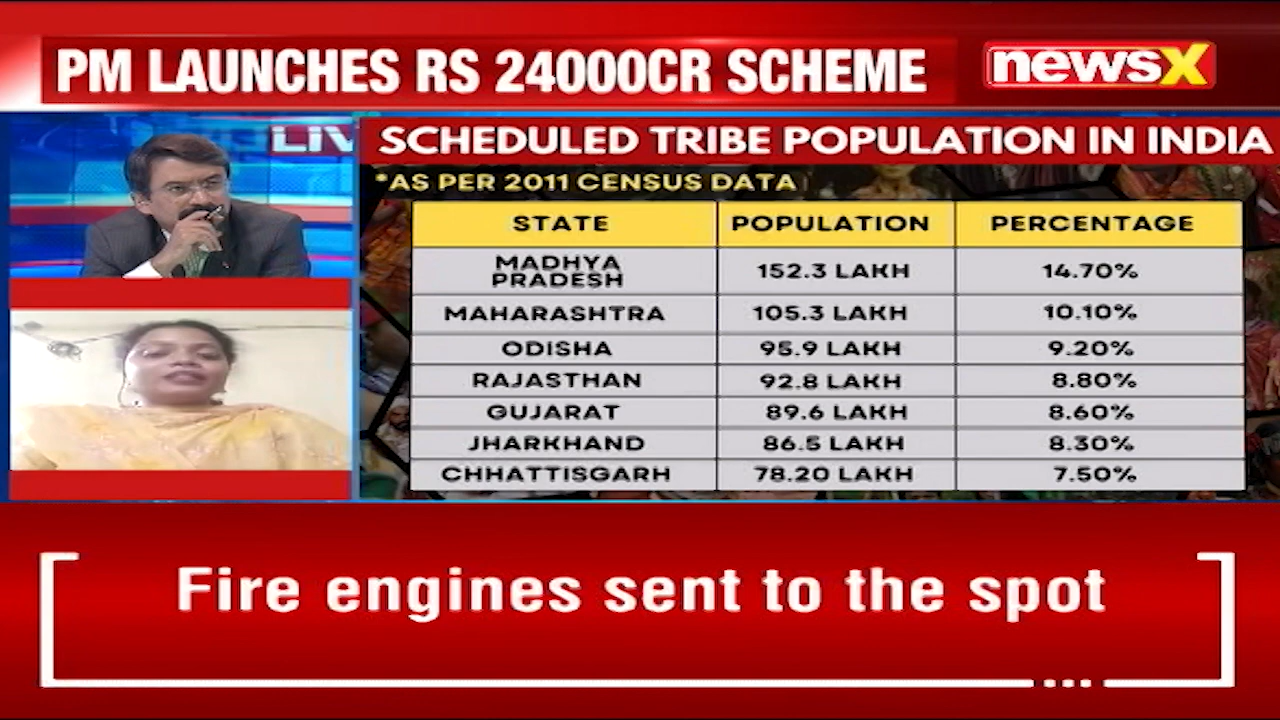 PM LAUNCHES RS 24000CR SCHEME
newsX
LIV
SCHEDULED TRIBE POPULATION IN INDIA
*AS PER 2011 CENSUS DATA
STATE POPULATION PERCENTAGE
MADHYA
PRADESH 152.3 LAKH 14.70%
MAHARASHTRA 105.3 LAKH 10.10%
ODISHA 95.9 LAKH 9.20%
RAJASTHAN 92.8 LAKH 8.80%
GUJARAT 89.6 LAKH 8.60%
JHARKHAND 86.5 LAKH 8.30%
CHHATTISGARH 78.20 LAKH 7.50%
Fire engines sent to the spot